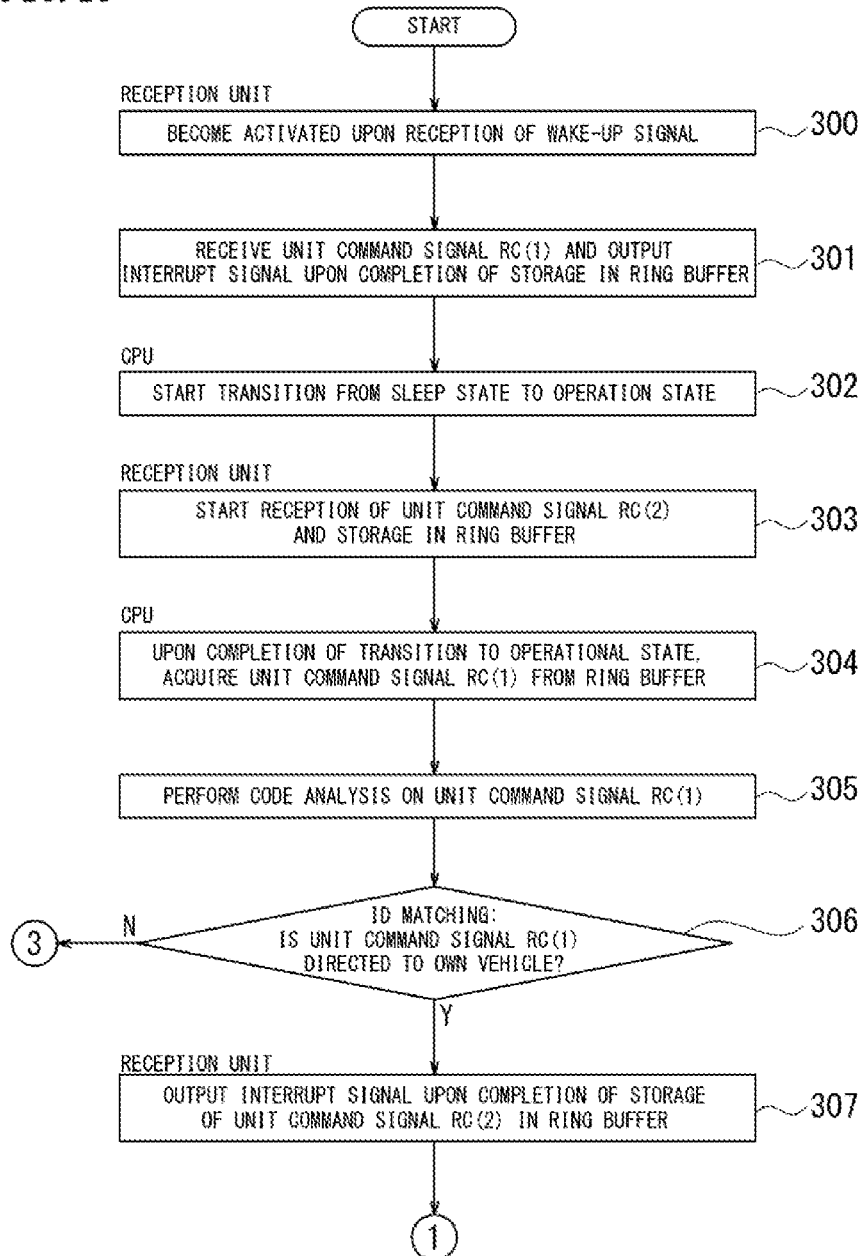 START
RECEPTION UNIT
BECOME ACTIVATED UPON RECEPTION OF WAKE-UP SIGNAL
300
RECEIVE UNIT COMMAND SIGNAL RC(1) AND OUTPUT
INTERRUPT SIGNAL UPON COMPLETION OF STORAGE IN RING BUFFER
301
CPU
START TRANSITION FROM SLEEP STATE TO OPERATION STATE
302
RECEPTION UNIT
START RECEPTION OF UNIT COMMAND SIGNAL RC(2)
AND STORAGE IN RING BUFFER
303
CPU
UPON COMPLETION OF TRANSITION TO OPERATIONAL STATE,
ACQUIRE UNIT COMMAND SIGNAL RC(1) FROM RING BUFFER
304
PERFORM CODE ANALYSIS ON UNIT COMMAND SIGNAL RC(1)
305
ID MATCHING:
IS UNIT COMMAND SIGNAL RC(1)
DIRECTED TO OWN VEHICLE?
306
N
3
Y
RECEPTION UNIT
OUTPUT INTERRUPT SIGNAL UPON COMPLETION OF STORAGE
OF UNIT COMMAND SIGNAL RC(2) IN RING BUFFER
307
1